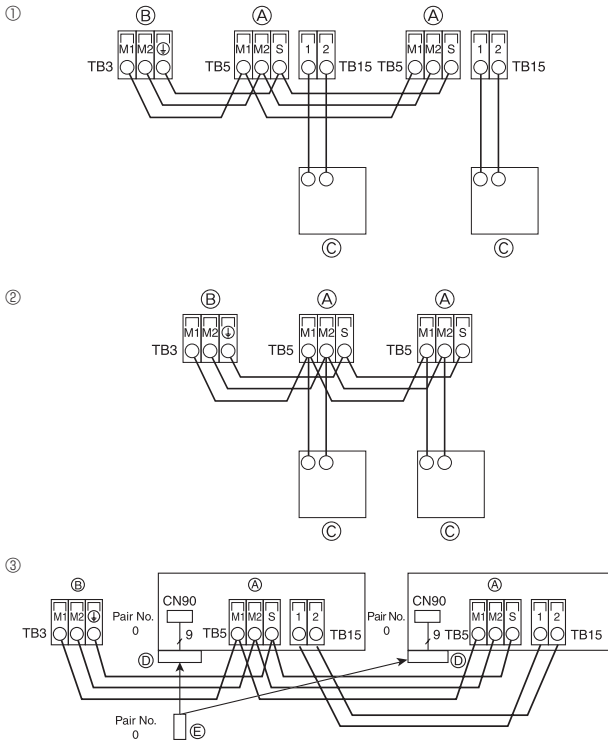 ①
Ⓑ Ⓐ Ⓐ
M1 M2 ⏚ M1 M2 S 1 2 M1 M2 S 1 2
TB3 TB5 TB15 TB5 TB15
Ⓒ Ⓒ
②
Ⓑ Ⓐ Ⓐ
M1 M2 ⏚ M1 M2 S M1 M2 S
TB3 TB5 TB5
Ⓒ Ⓒ
③
Ⓑ Ⓐ Ⓐ
CN90 CN90
M1 M2 ⏚ Pair No. M1 M2 S 1 2 Pair No. M1 M2 S 1 2
TB3 0 9 TB5 TB15 0 9 TB5 TB15
Ⓓ Ⓓ
Pair No.
0 Ⓔ